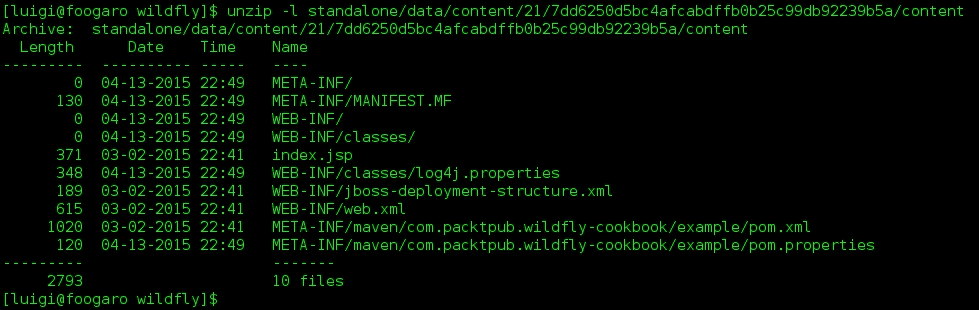 [luigi@foogaro wildfly]$ unzip -l standalone/data/content/21/7dd6250d5bc4afcabdffb0b25c99db92239b5a/content
Archive:  standalone/data/content/21/7dd6250d5bc4afcabdffb0b25c99db92239b5a/content
  Length      Date    Time    Name
---------  ---------- -----   ----
        0  04-13-2015 22:49   META-INF/
      130  04-13-2015 22:49   META-INF/MANIFEST.MF
        0  04-13-2015 22:49   WEB-INF/
        0  04-13-2015 22:49   WEB-INF/classes/
      371  03-02-2015 22:41   index.jsp
      348  04-13-2015 22:49   WEB-INF/classes/log4j.properties
      189  03-02-2015 22:41   WEB-INF/jboss-deployment-structure.xml
      615  03-02-2015 22:41   WEB-INF/web.xml
     1020  03-02-2015 22:41   META-INF/maven/com.packtpub.wildfly-cookbook/example/pom.xml
      120  04-13-2015 22:49   META-INF/maven/com.packtpub.wildfly-cookbook/example/pom.properties
---------                     -------
     2793                     10 files
[luigi@foogaro wildfly]$